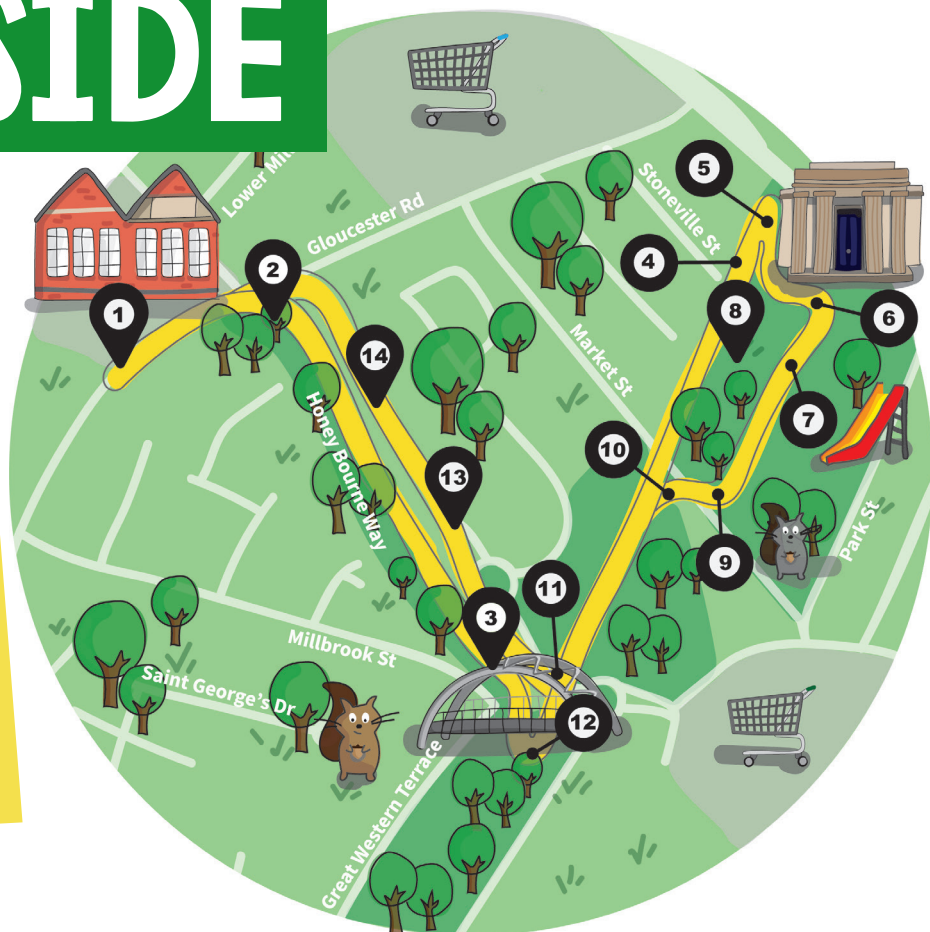 SIDE
Lower
Gloucester Rd
Stoneville St
5
4
2
1
6
8
14
Market St
7
Honey Bourne Way
10
13
Park St
9
11
3
Millbrook St
Saint George's Dr
12
Great Western Terrace